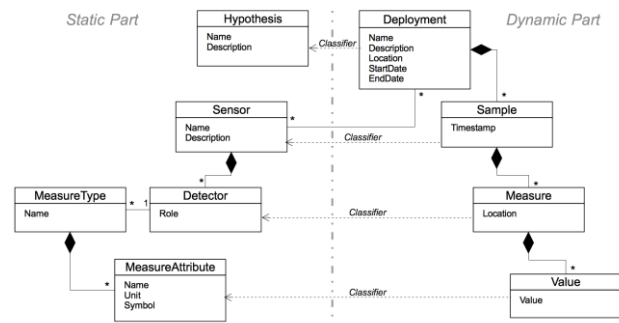 Static Part
Dynamic Part
Hypothesis
Name
Description
Classifier
Deployment
Name
Description
Location
StartDate
EndDate
*
*
*
Sensor
Name
Description
Classifier
Sample
Timestamp
*
*
MeasureType
Name
*
1
Detector
Role
Classifier
Measure
Location
*
*
MeasureAttribute
Name
Unit
Symbol
Classifier
Value
Value